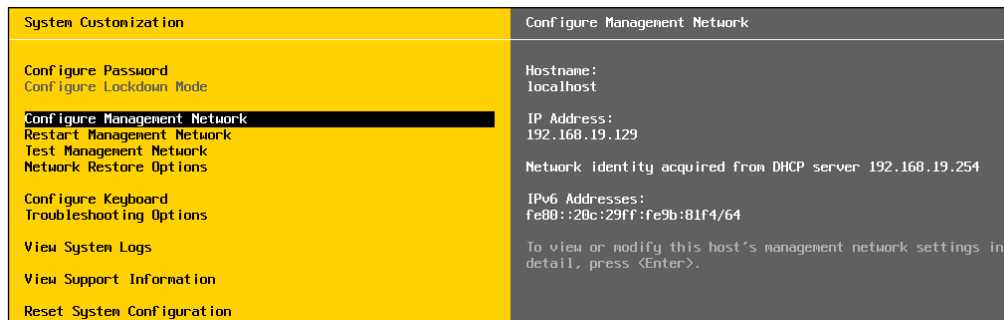 System Customization
Configure Password
Configure Lockdown Mode
Configure Management Network
Restart Management Network
Test Management Network
Network Restore Options
Configure Keyboard
Troubleshooting Options
View System Logs
View Support Information
Reset System Configuration
Configure Management Network
Hostname:
localhost
IP Address:
192.168.19.129
Network identity acquired from DHCP server 192.168.19.254
IPv6 Addresses:
fe80::20c:29ff:fe9b:81f4/64
To view or modify this host's management network settings in
detail, press <Enter>.